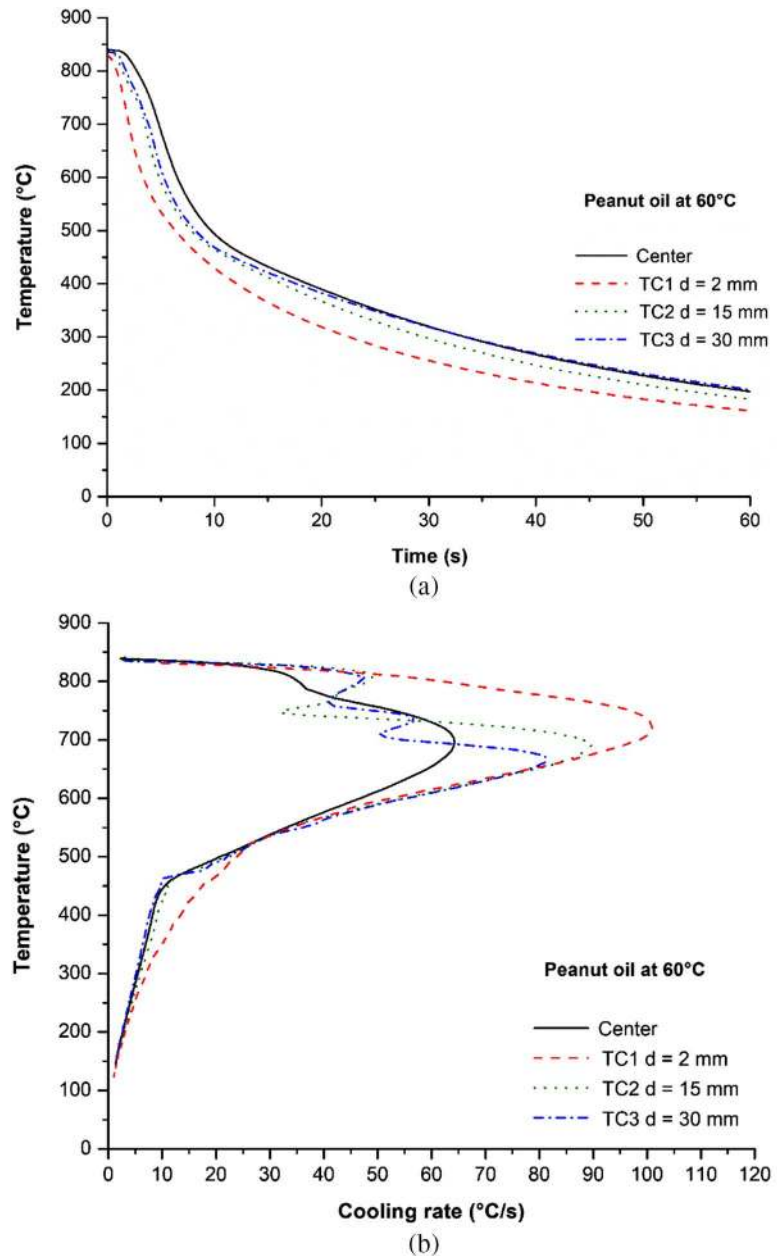 900
800
700
600
500
400
300
200
100
0
Temperature (°C)
Peanut oil at 60°C
Center
TC1 d = 2 mm
TC2 d = 15 mm
TC3 d = 30 mm
0 10 20 30 40 50 60
Time (s)
(a)
900
800
700
600
500
400
300
200
100
0
Temperature (°C)
Peanut oil at 60°C
Center
TC1 d = 2 mm
TC2 d = 15 mm
TC3 d = 30 mm
0 10 20 30 40 50 60 70 80 90 100 110 120
Cooling rate (°C/s)
(b)